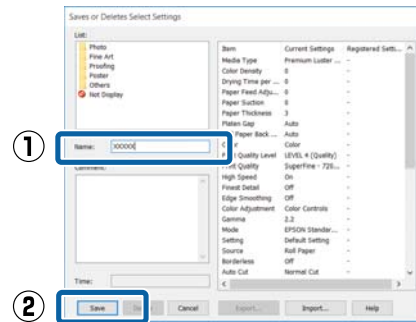 Saves or Deletes Select Settings
List:
Photo
Fine Art
Proofing
Poster
Others
Not Display
① Name: XXXXX
Comment:
Time:
Item Current Settings Registered Setti...
Media Type Premium Luster ... -
Color Density 0 -
Drying Time per ... 0 -
Paper Feed Adju... 0 -
Paper Suction 0 -
Paper Thickness 3 -
Platen Gap Auto -
Paper Back ... Auto -
Color -
Quality Level LEVEL 4 (Quality) -
Quality SuperFine - 720... -
High Speed On -
Finest Detail Off -
Edge Smoothing Off -
Color Adjustment Color Controls -
Gamma 2.2 -
Mode EPSON Standar... -
Setting Default Setting -
Source Roll Paper -
Borderless Off -
Auto Cut Normal Cut -
② Save Cancel Export... Import... Help